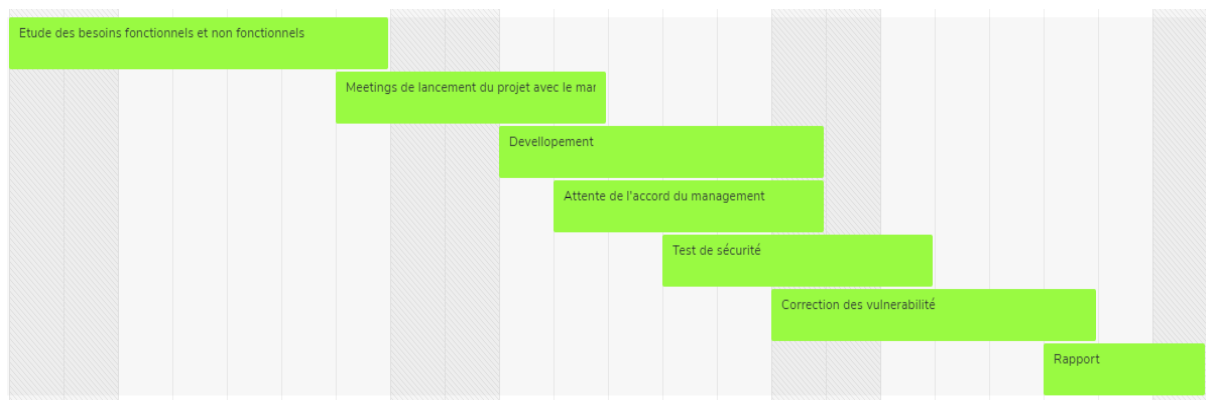 Etude des besoins fonctionnels et non fonctionnels
Meetings de lancement du projet avec le mar
Devellopement
Attente de l'accord du management
Test de sécurité
Correction des vulnerabilité
Rapport